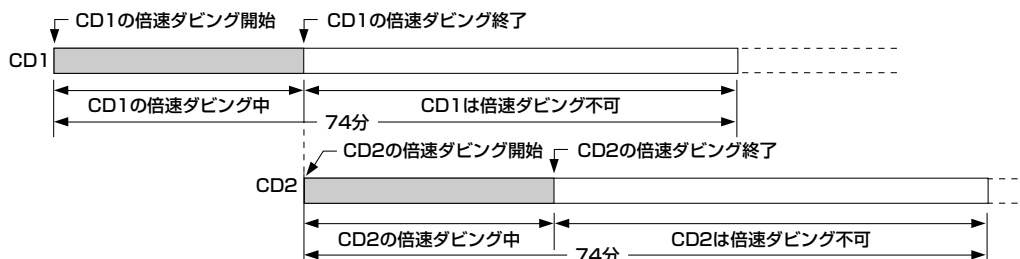 CD1の倍速ダビング開始 CD1の倍速ダビング終了
CD1
CD1の倍速ダビング中 CD1は倍速ダビング不可
74分
CD2の倍速ダビング開始 CD2の倍速ダビング終了
CD2
CD2の倍速ダビング中 CD2は倍速ダビング不可
74分